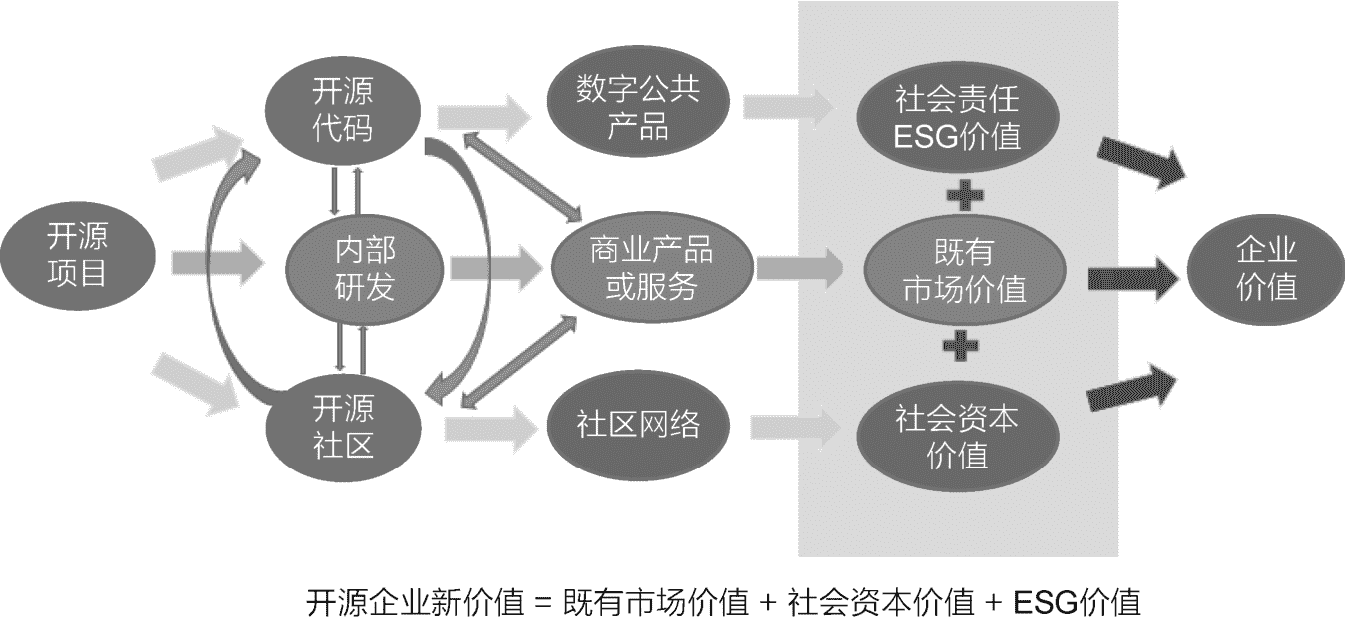 开源
项目
开源
代码
内部
研发
开源
社区
数字公共
产品
商业产品
或服务
社区网络
社会责任
ESG价值
既有
市场价值
社会资本
价值
企业
价值
开源企业新价值 = 既有市场价值 + 社会资本价值 + ESG价值